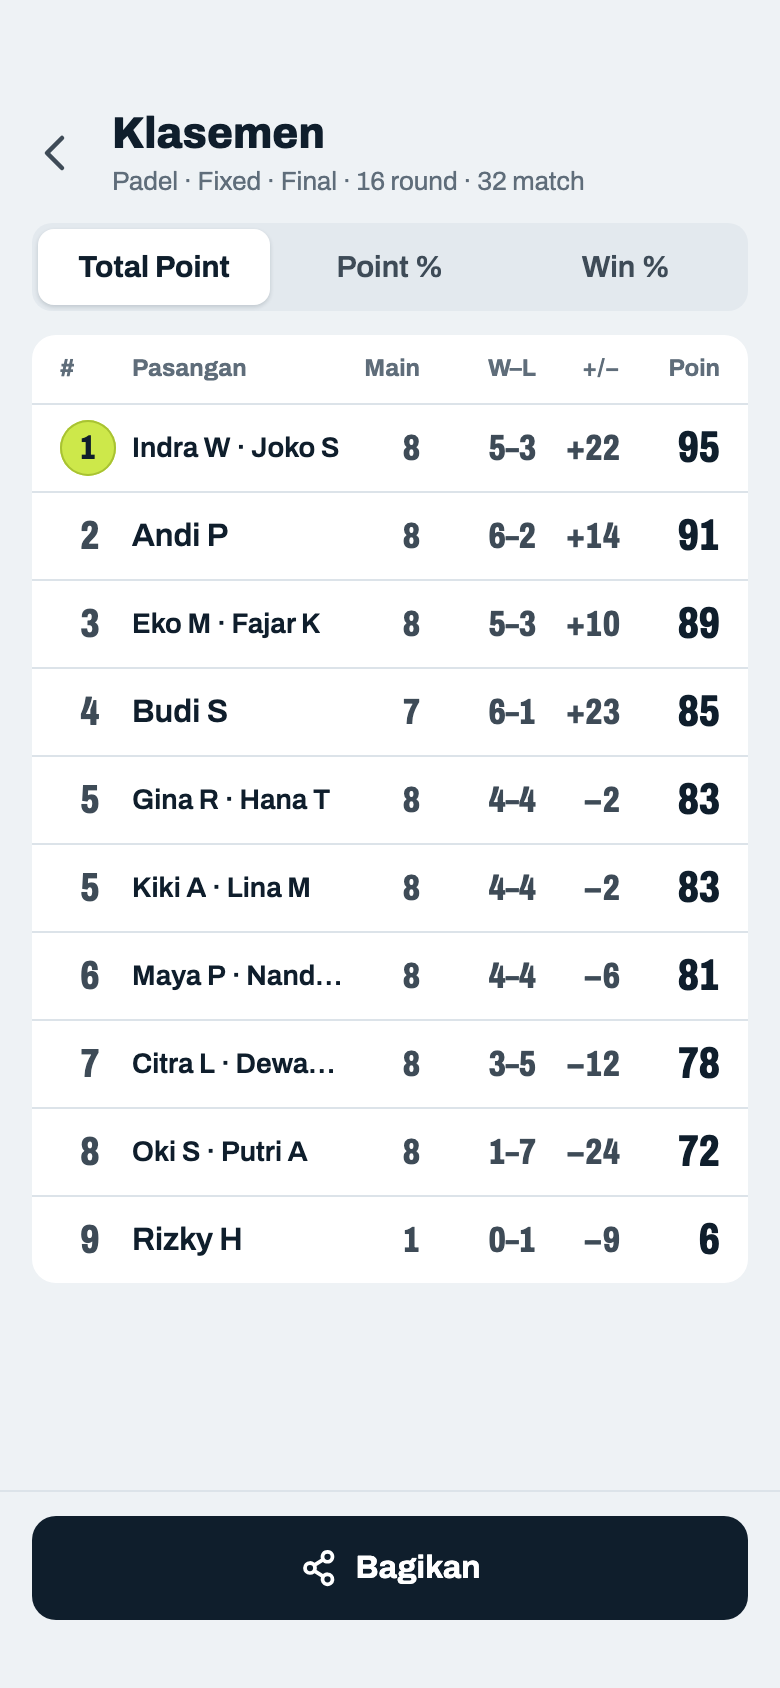 Klasemen
Padel · Fixed · Final · 16 round · 32 match
Total Point Point % Win %
# Pasangan Main W–L +/– Poin
1 Indra W · Joko S 8 5–3 +22 95
2 Andi P 8 6–2 +14 91
3 Eko M · Fajar K 8 5–3 +10 89
4 Budi S 7 6–1 +23 85
5 Gina R · Hana T 8 4–4 –2 83
5 Kiki A · Lina M 8 4–4 –2 83
6 Maya P · Nand... 8 4–4 –6 81
7 Citra L · Dewa... 8 3–5 –12 78
8 Oki S · Putri A 8 1–7 –24 72
9 Rizky H 1 0–1 –9 6
Bagikan